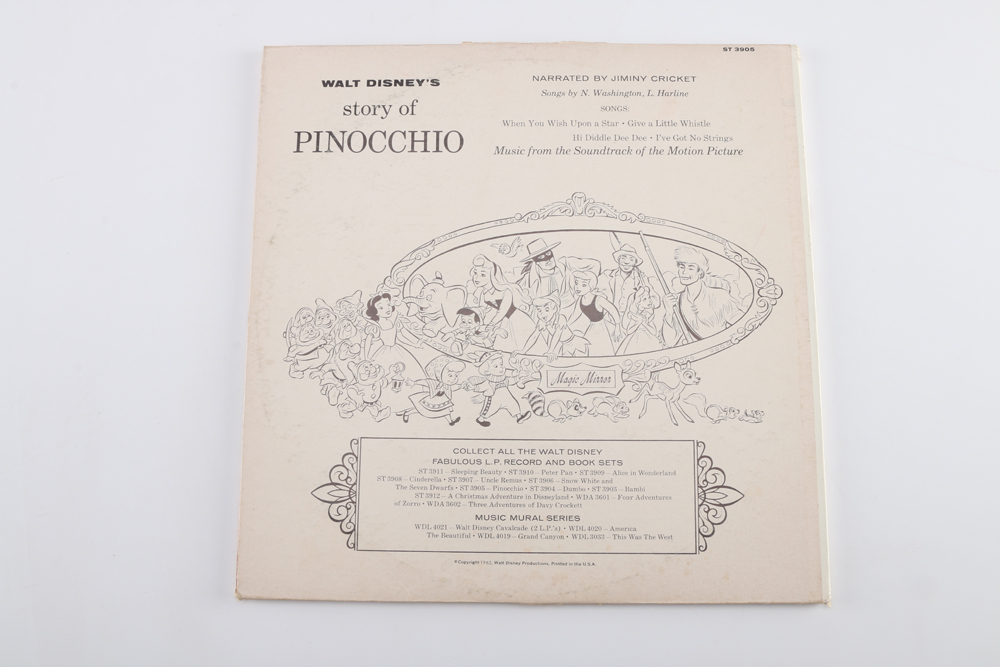 ST 3905
WALT DISNEY'S
story of
PINOCCHIO
NARRATED BY JIMINY CRICKET
Songs by N. Washington, L. Harline
SONGS:
When You Wish Upon a Star • Give a Little Whistle
Hi Diddle Dee Dee • I've Got No Strings
Music from the Soundtrack of the Motion Picture
Magic Mirror
COLLECT ALL THE WALT DISNEY
FABULOUS L.P. RECORD AND BOOK SETS
ST 3911 — Sleeping Beauty • ST 3910 — Peter Pan • ST 3909 — Alice in Wonderland
ST 3908 — Cinderella • ST 3907 — Uncle Remus • ST 3906 — Snow White and
The Seven Dwarfs • ST 3905 — Pinocchio • ST 3904 — Dumbo • ST 3903 — Bambi
ST 3912 — A Christmas Adventure in Disneyland • WDA 3601 — Four Adventures
of Zorro • WDA 3602 — Three Adventures of Davy Crockett
MUSIC MURAL SERIES
WDL 4021 — Walt Disney Cavalcade (2 L.P.'s) • WDL 4020 — America
The Beautiful • WDL 4019 — Grand Canyon • WDL 3033 — This Was The West
© Copyright 1962, Walt Disney Productions, Printed in the U.S.A.